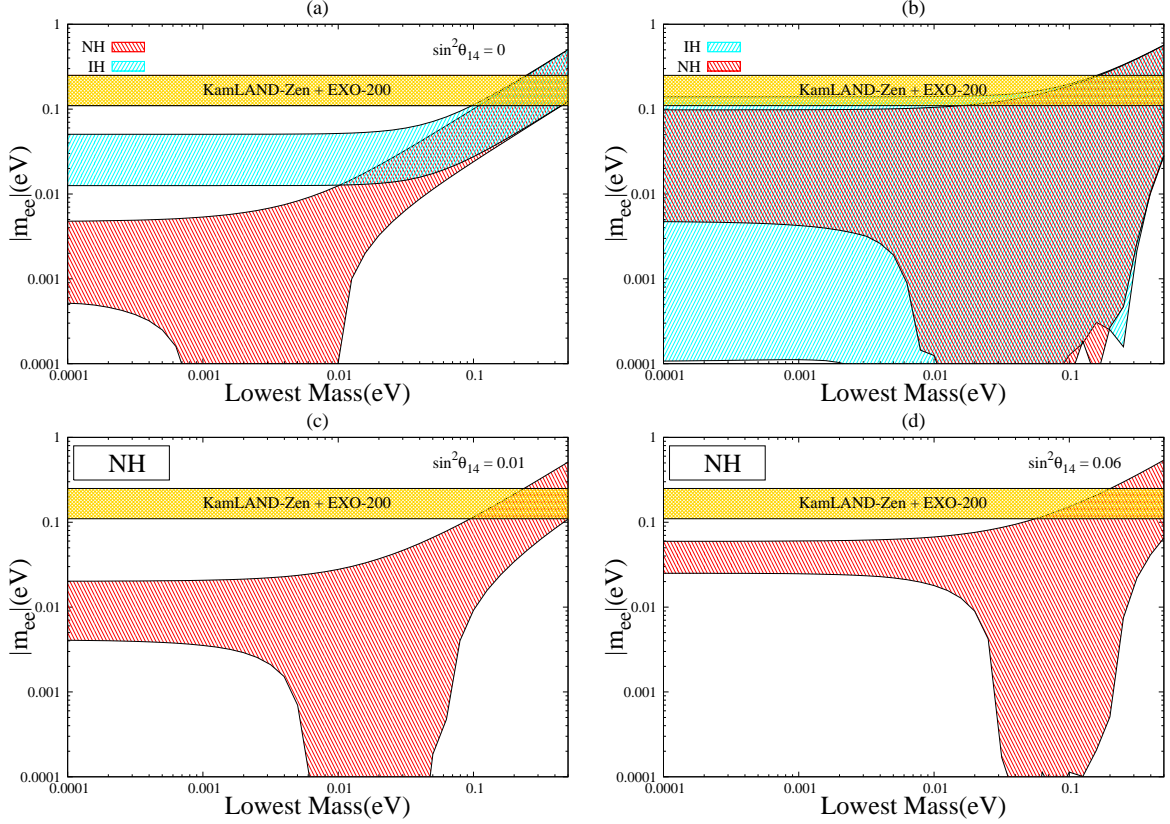 (a)
1
0.1
0.01
0.001
0.0001
0.0001
0.001
0.01
0.1
|m_ee|(eV)
Lowest Mass(eV)
NH
IH
sin²θ₁₄ = 0
KamLAND-Zen + EXO-200
(b)
1
0.1
0.01
0.001
0.0001
0.0001
0.001
0.01
0.1
|m_ee|(eV)
Lowest Mass(eV)
IH
NH
KamLAND-Zen + EXO-200
(c)
1
0.1
0.01
0.001
0.0001
0.0001
0.001
0.01
0.1
|m_ee|(eV)
Lowest Mass(eV)
NH
sin²θ₁₄ = 0.01
KamLAND-Zen + EXO-200
(d)
1
0.1
0.01
0.001
0.0001
0.0001
0.001
0.01
0.1
|m_ee|(eV)
Lowest Mass(eV)
NH
sin²θ₁₄ = 0.06
KamLAND-Zen + EXO-200